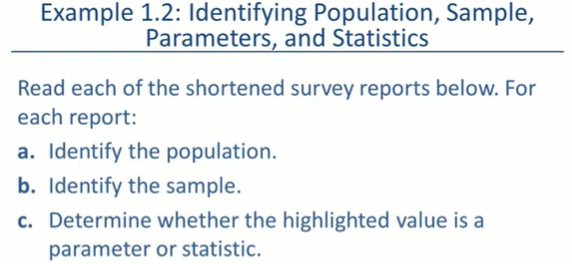 Example 1.2: Identifying Population, Sample,
Parameters, and Statistics
Read each of the shortened survey reports below. For
each report:
a. Identify the population.
b. Identify the sample.
c. Determine whether the highlighted value is a
parameter or statistic.